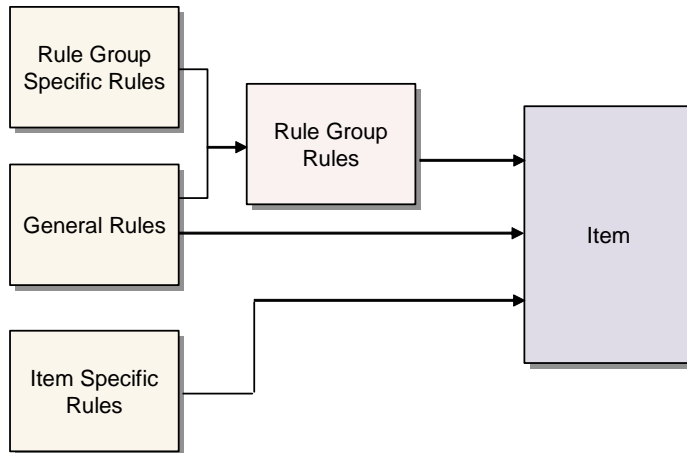 Rule Group
Specific Rules
Rule Group
Rules
General Rules
Item
Item Specific
Rules